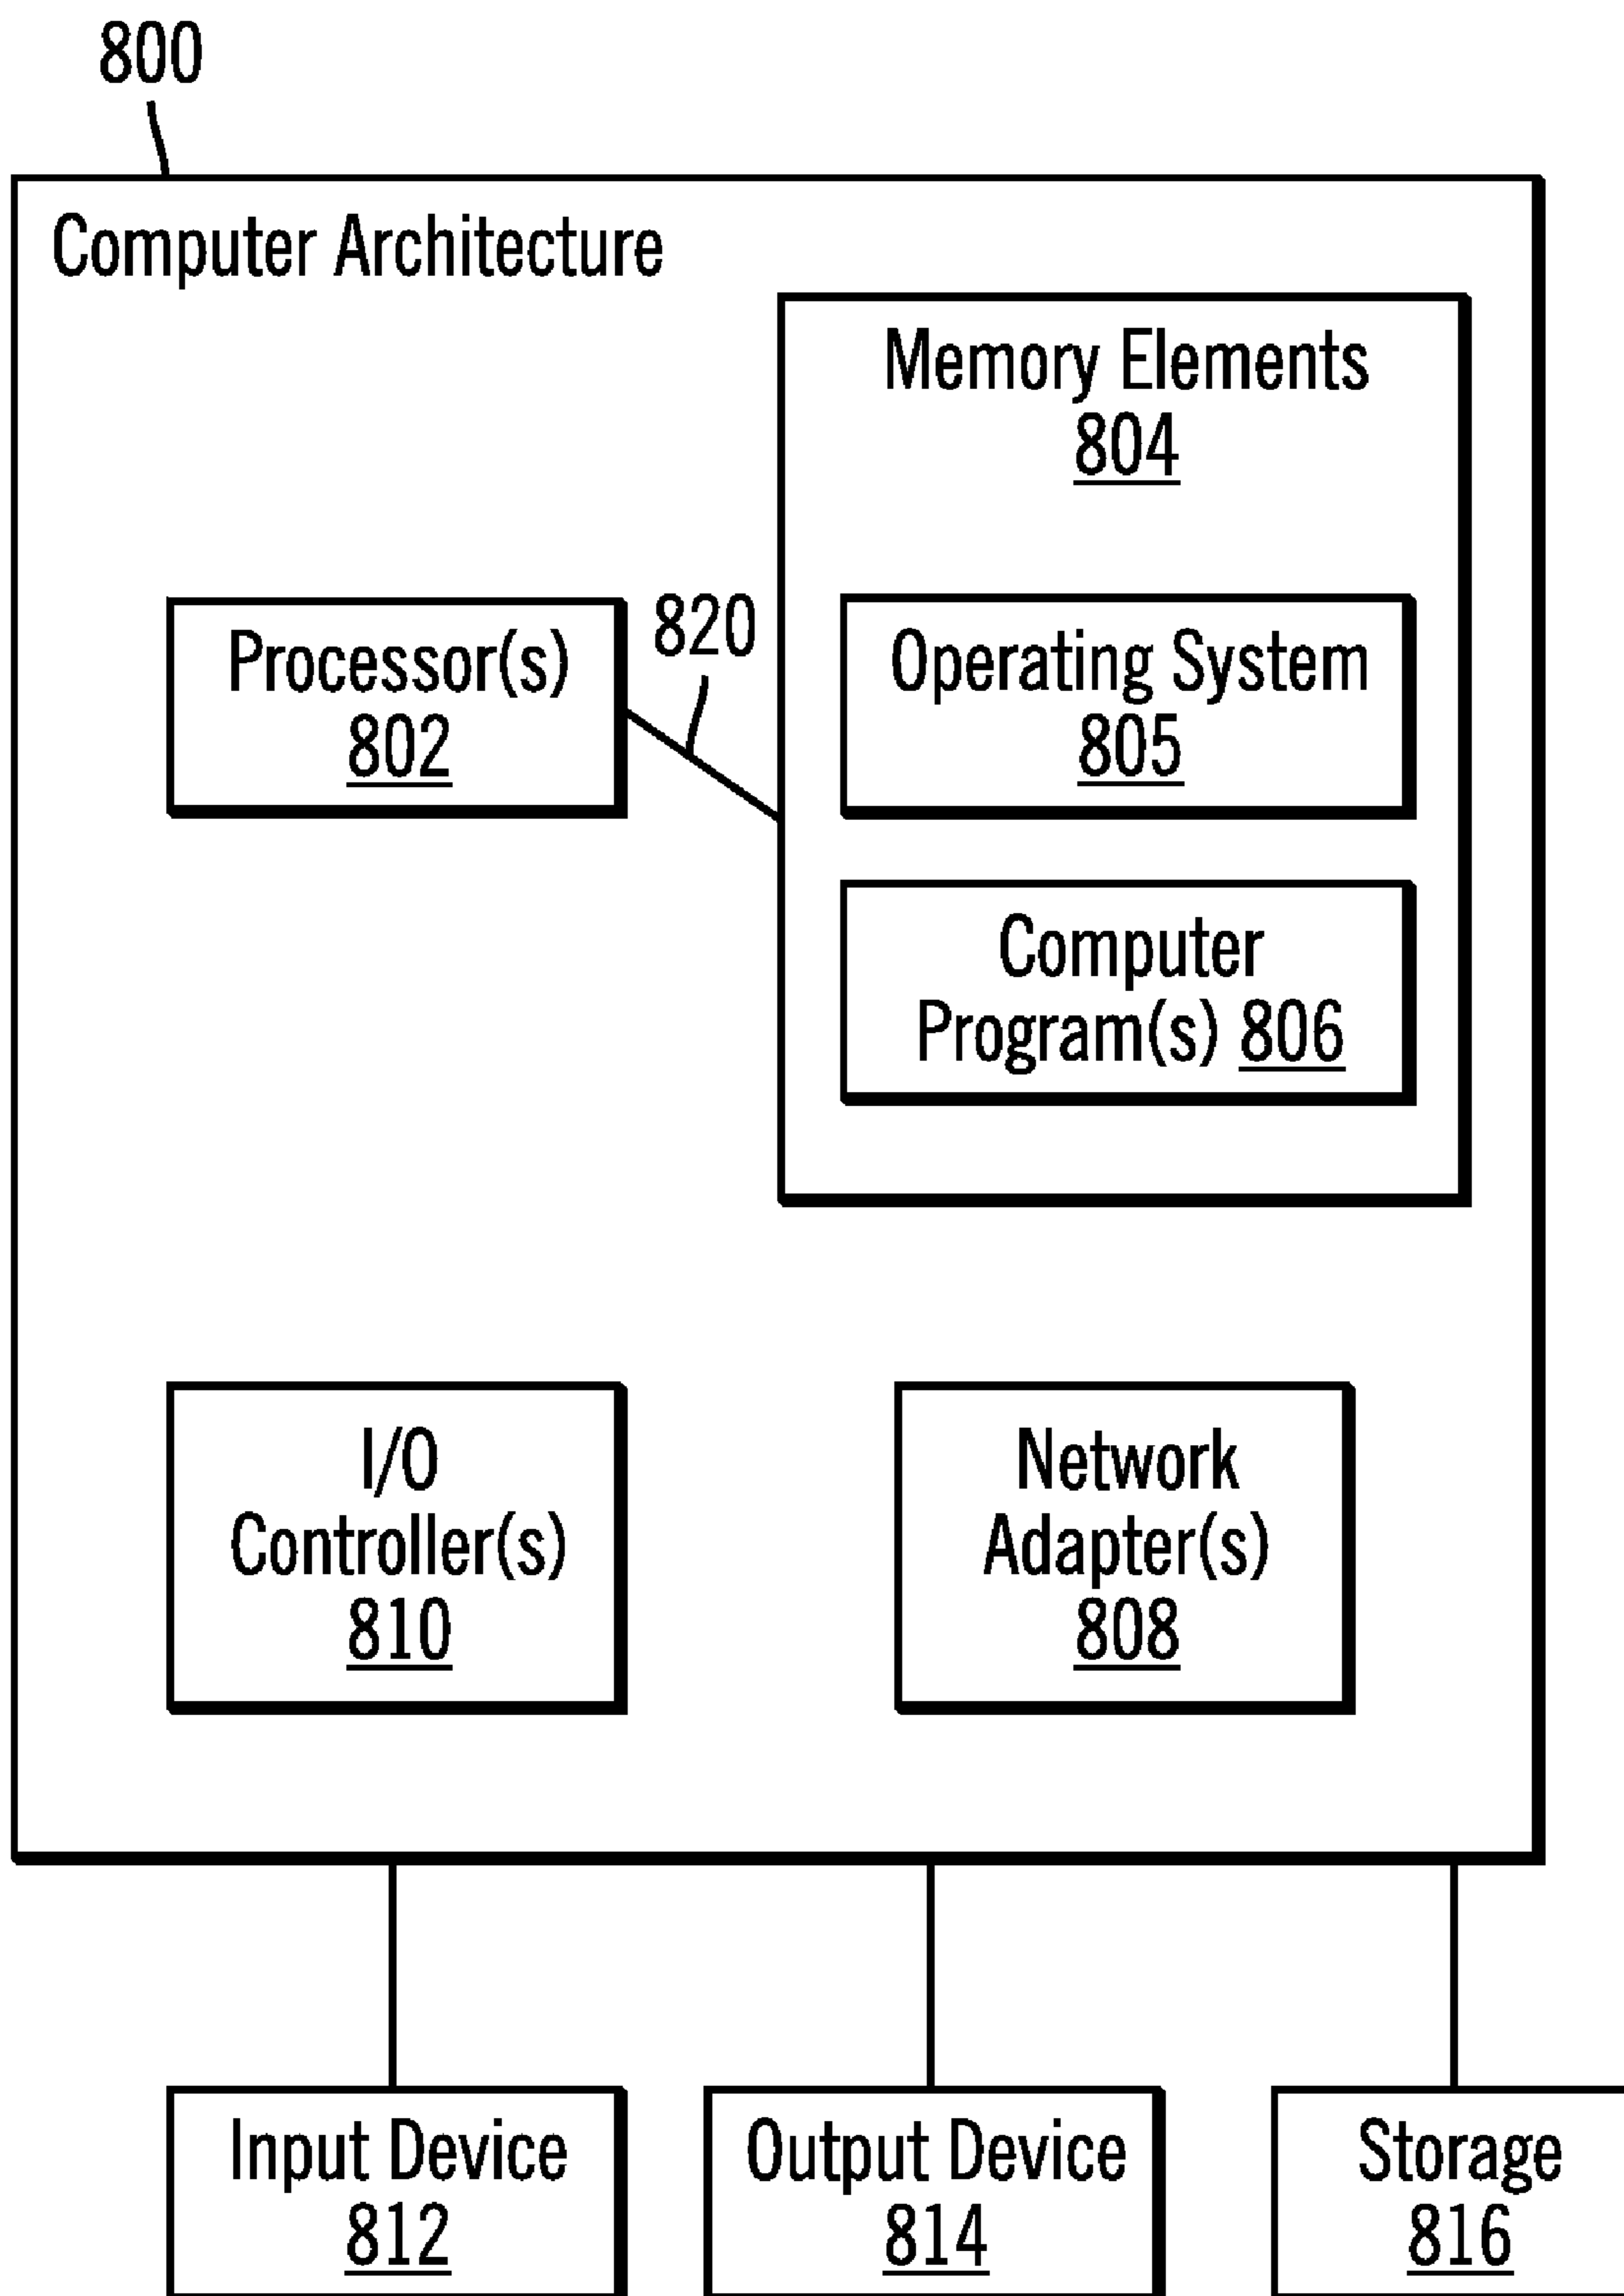 800
Computer Architecture
Memory Elements
804
Processor(s)
802
820
Operating System
805
Computer
Program(s) 806
I/O
Controller(s)
810
Network
Adapter(s)
808
Input Device
812
Output Device
814
Storage
816